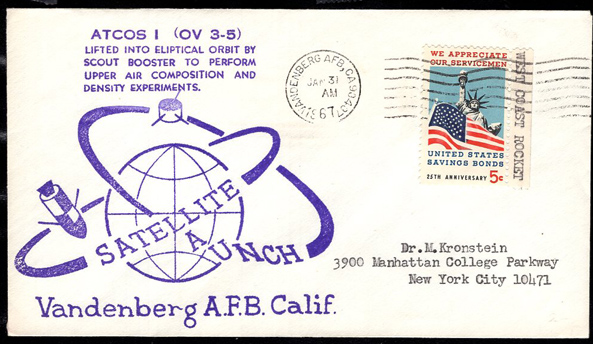 ATCOS I (OV 3-5)
LIFTED INTO ELIPTICAL ORBIT BY
SCOUT BOOSTER TO PERFORM
UPPER AIR COMPOSITION AND
DENSITY EXPERIMENTS.
SATELLITE
LAUNCH
Vandenberg A.F.B. Calif.
VANDENBERG AFB, CA 93437
JAN 31
AM
67
WE APPRECIATE
OUR SERVICEMEN
UNITED STATES
SAVINGS BONDS
25TH ANNIVERSARY 5c
WEST COAST ROCKET
Dr. M. Kronstein
3900 Manhattan College Parkway
New York City 10471